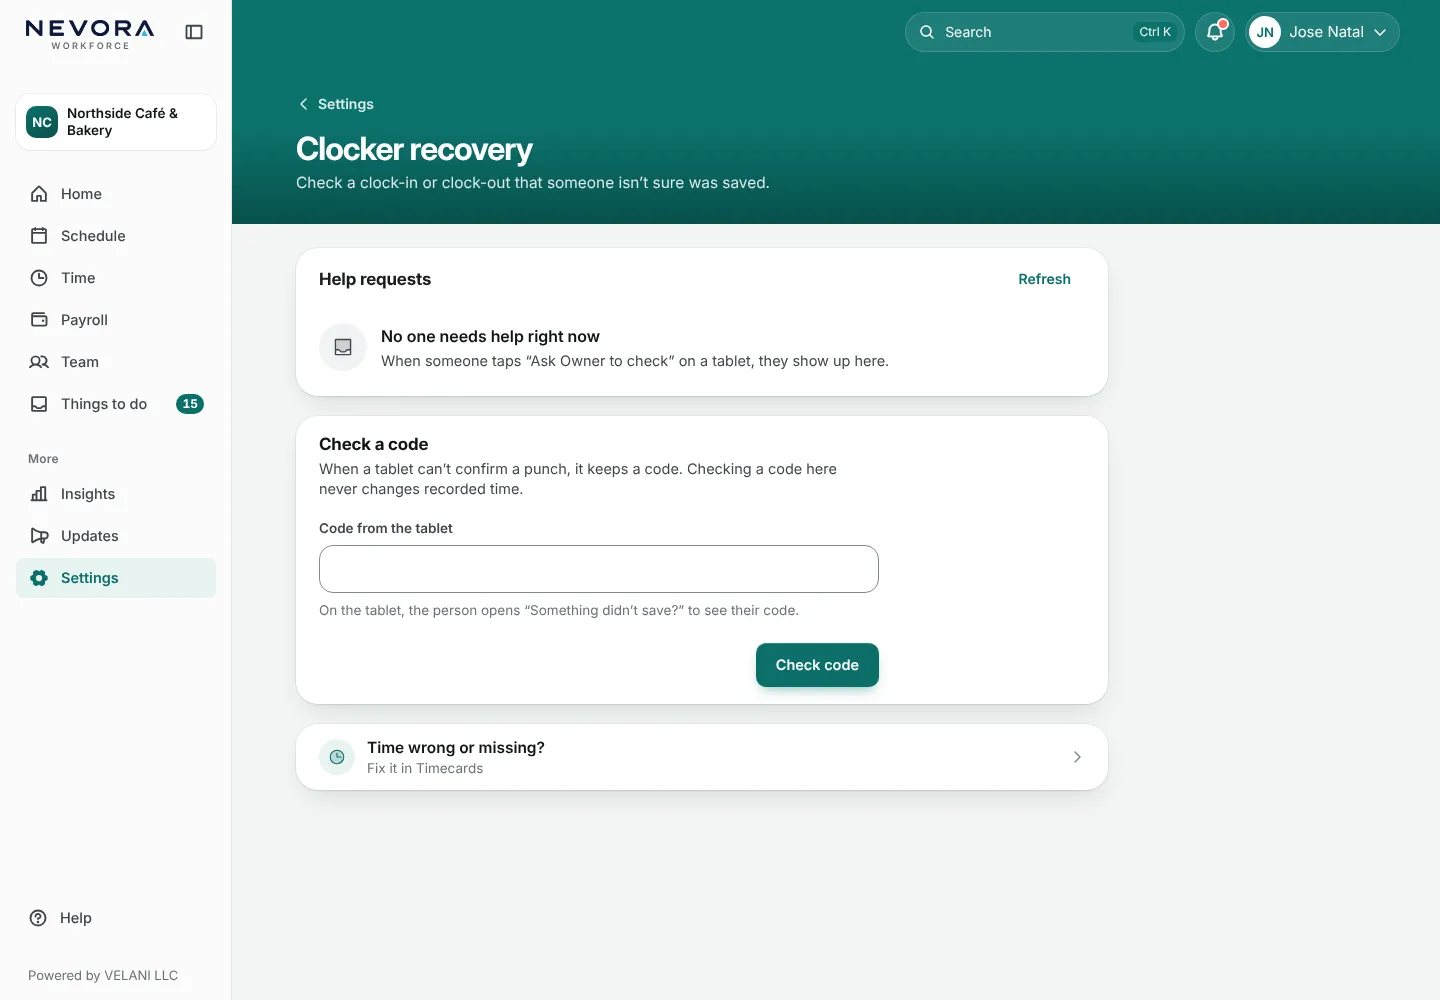 NEVORA
WORKFORCE
Search
Ctrl K
JN
Jose Natal
NC
Northside Café &
Bakery
Home
Schedule
Time
Payroll
Team
Things to do
15
More
Insights
Updates
Settings
Help
Powered by VELANI LLC
Settings
Clocker recovery
Check a clock-in or clock-out that someone isn’t sure was saved.
Help requests
Refresh
No one needs help right now
When someone taps “Ask Owner to check” on a tablet, they show up here.
Check a code
When a tablet can’t confirm a punch, it keeps a code. Checking a code here
never changes recorded time.
Code from the tablet
On the tablet, the person opens “Something didn’t save?” to see their code.
Check code
Time wrong or missing?
Fix it in Timecards